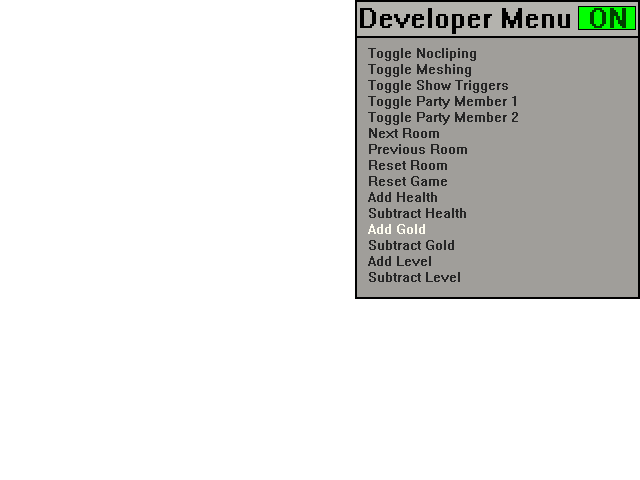 Developer Menu ON
Toggle Nocliping
Toggle Meshing
Toggle Show Triggers
Toggle Party Member 1
Toggle Party Member 2
Next Room
Previous Room
Reset Room
Reset Game
Add Health
Subtract Health
Add Gold
Subtract Gold
Add Level
Subtract Level